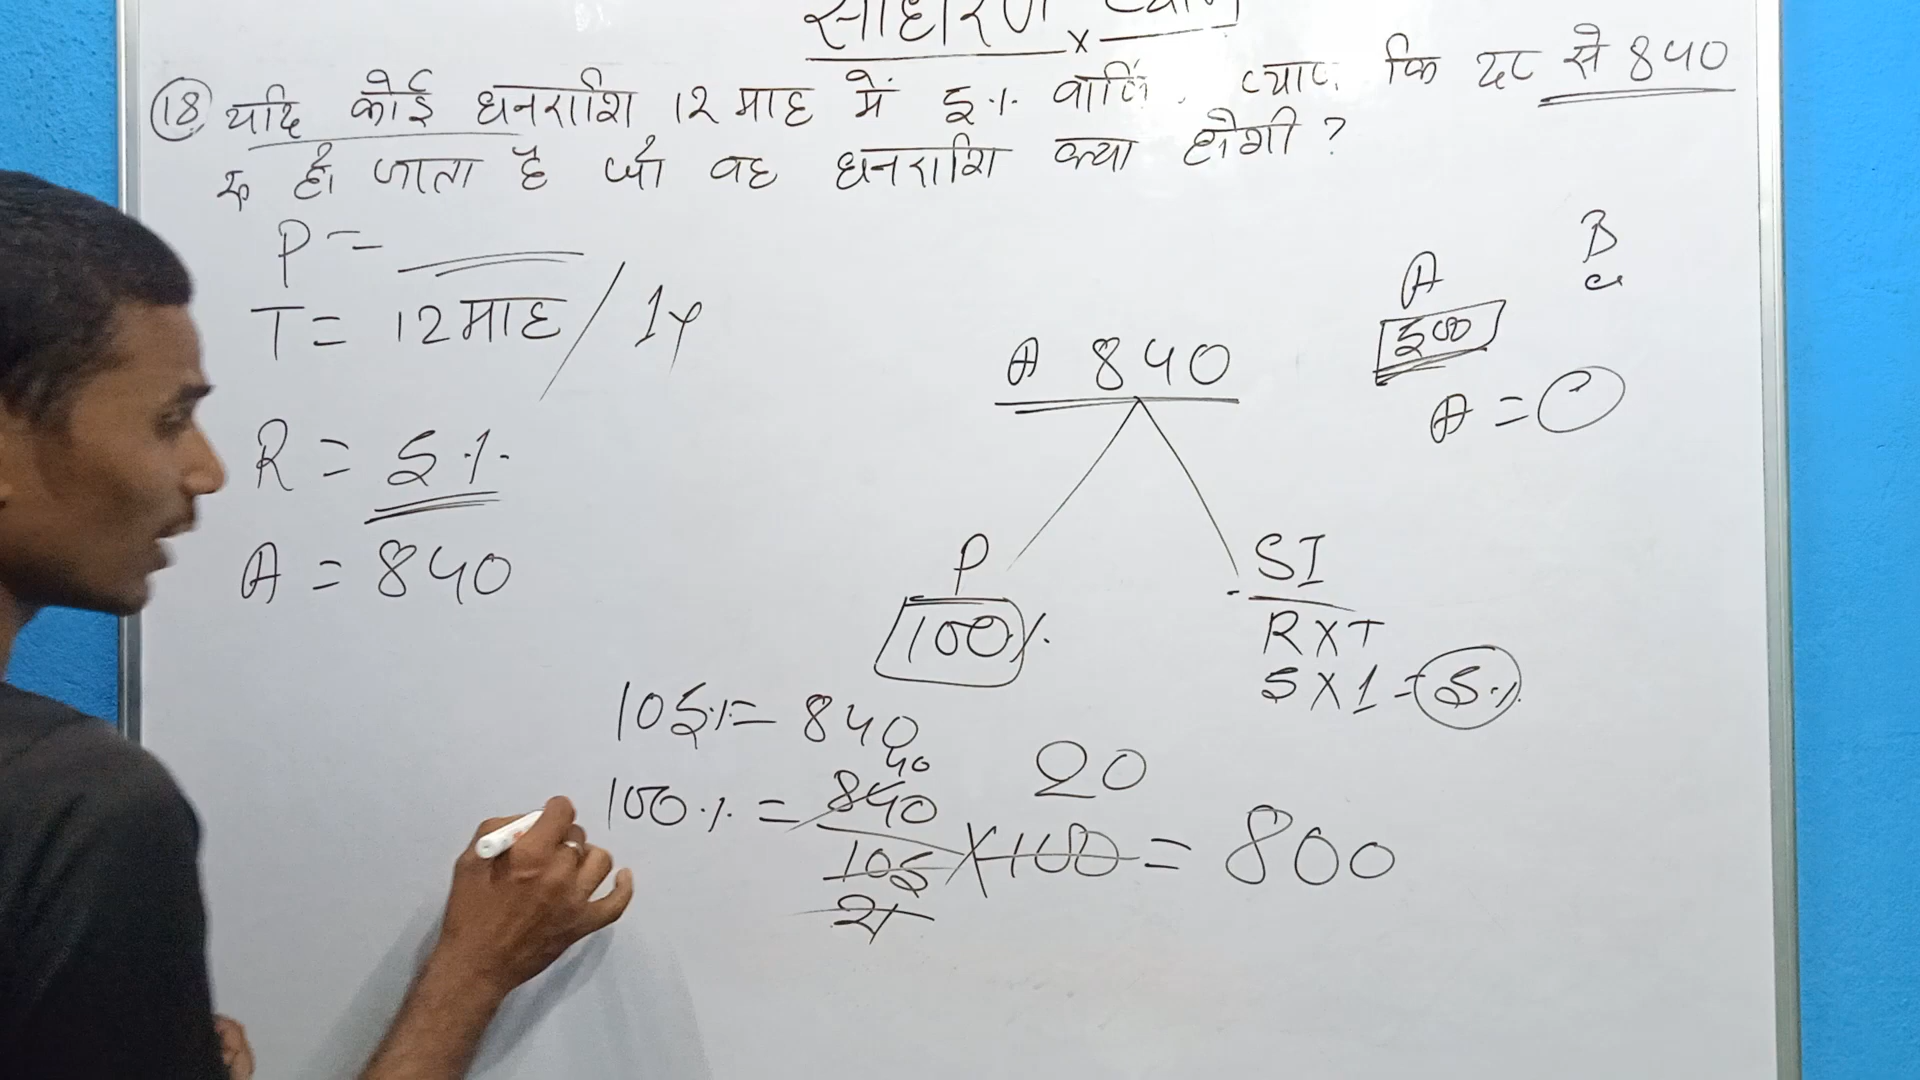 साधारण ब्याज
(18) यदि कोई धनराशि 12 माह में 5% वार्षि. ब्याज कि दर से 840
रु हो जाता है तो वह धनराशि क्या होगी ?
P =
T = 12 माह / 1y
R = 5%
A = 840
A 840
P SI
100% R X T
5 X 1 = 5%
A B
500
A =
105% = 840
40 20
100% = 840/105 X 100 = 800
21